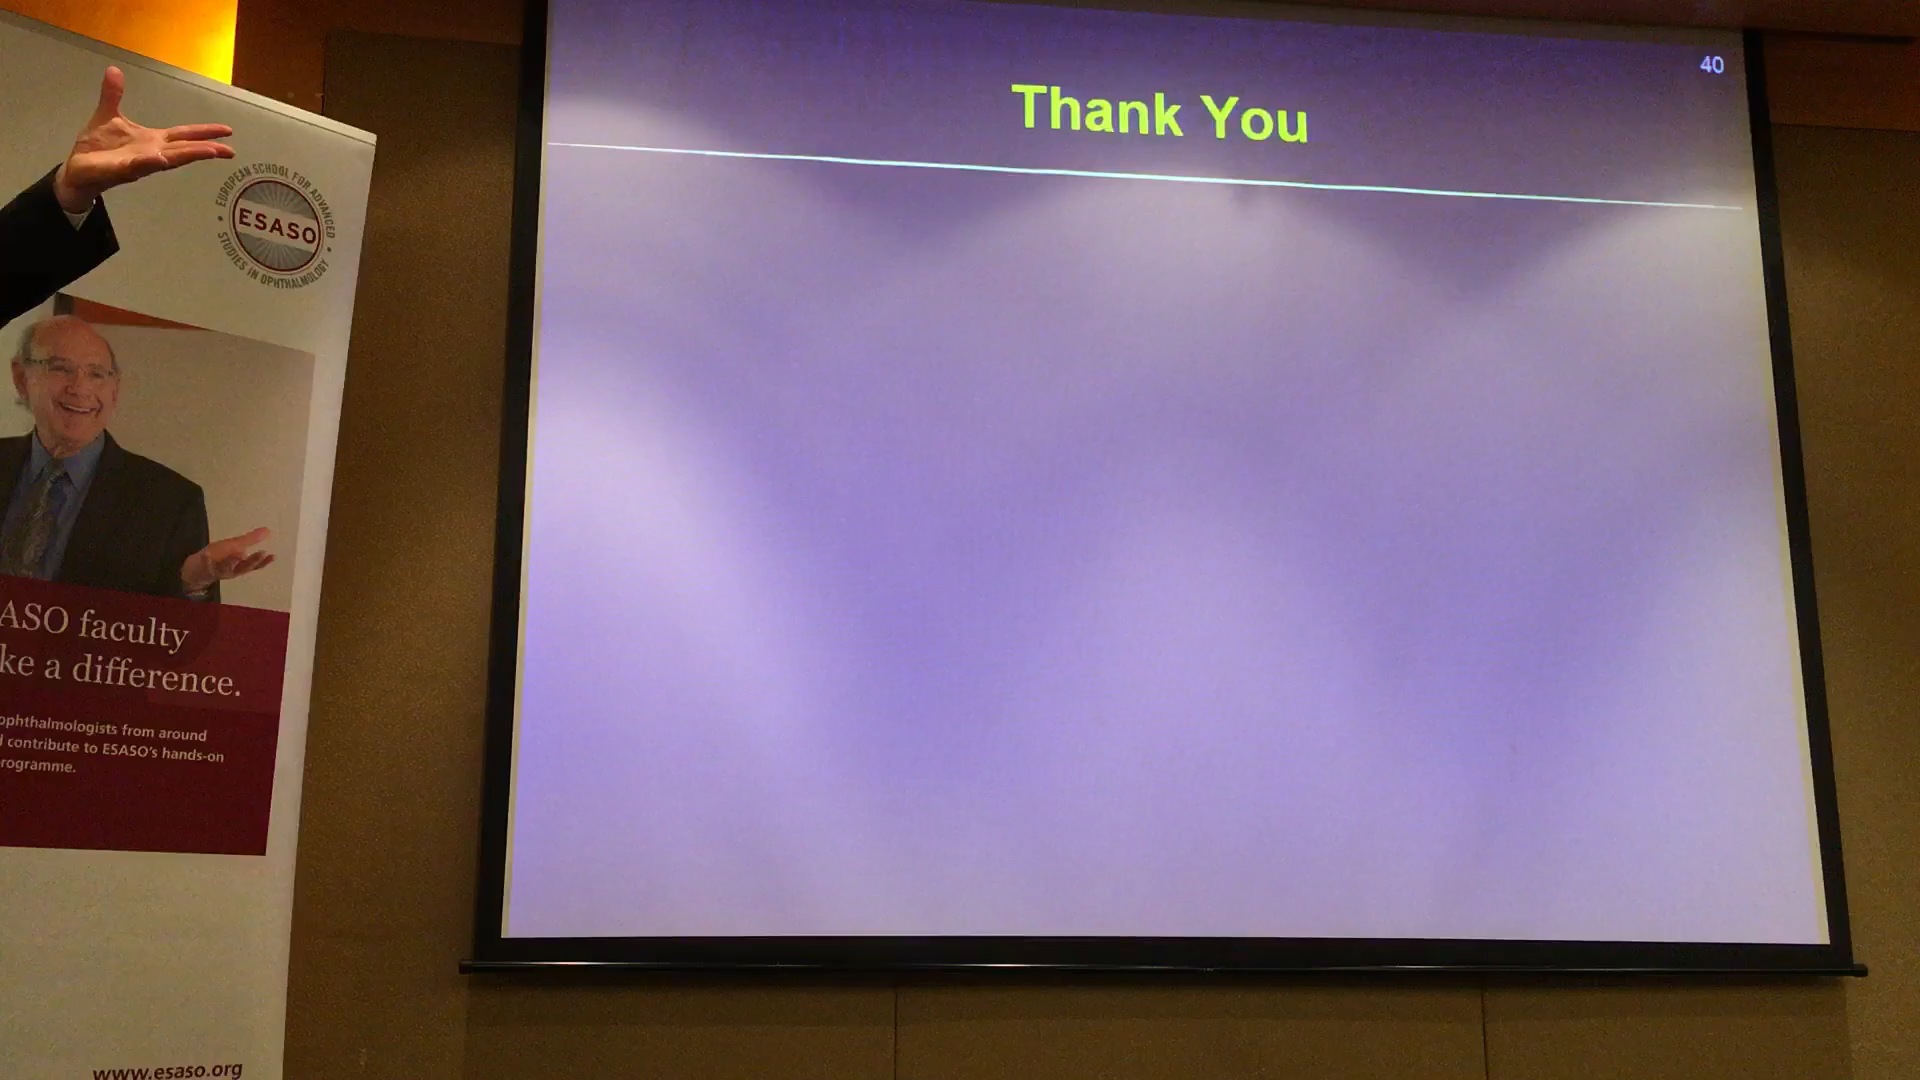 EUROPEAN SCHOOL FOR ADVANCED
STUDIES IN OPHTHALMOLOGY
ESASO
ASO faculty
ke a difference.
ophthalmologists from around
contribute to ESASO's hands-on
rogramme.
www.esaso.org
40
Thank You